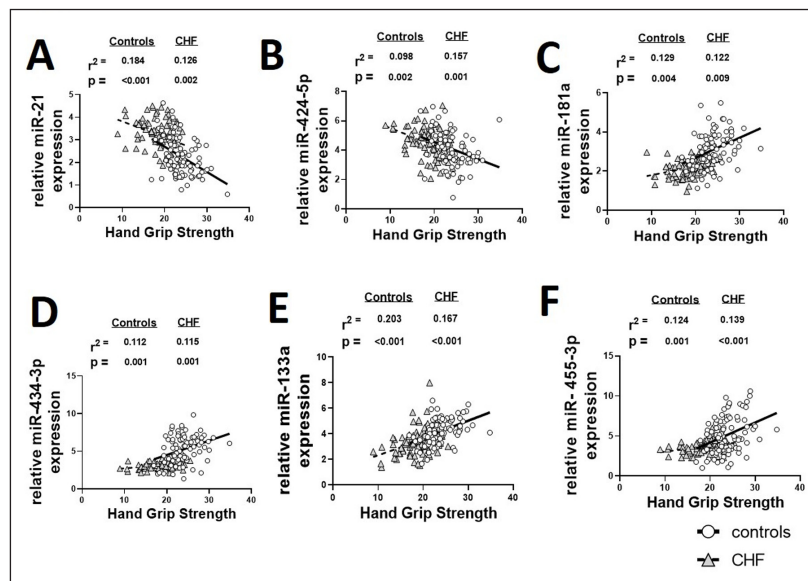 A
Controls CHF
r2 = 0.184 0.126
p = <0.001 0.002
relative miR-21
expression
5
4
3
2
1
0
0 10 20 30 40
Hand Grip Strength
B
Controls CHF
r2 = 0.098 0.157
p = 0.002 0.001
relative miR-424-5p
expression
8
6
4
2
0
0 10 20 30 40
Hand Grip Strength
C
Controls CHF
r2 = 0.129 0.122
p = 0.004 0.009
relative miR-181a
expression
6
4
2
0
0 10 20 30 40
Hand Grip Strength
D
Controls CHF
r2 = 0.112 0.115
p = 0.001 0.001
relative miR-434-3p
expression
15
10
5
0
0 10 20 30 40
Hand Grip Strength
E
Controls CHF
r2 = 0.203 0.167
p = <0.001 <0.001
relative miR-133a
expression
10
8
6
4
2
0
0 10 20 30 40
Hand Grip Strength
F
Controls CHF
r2 = 0.124 0.139
p = 0.001 <0.001
relative miR- 455-3p
expression
15
10
5
0
0 10 20 30 40
Hand Grip Strength
controls
CHF